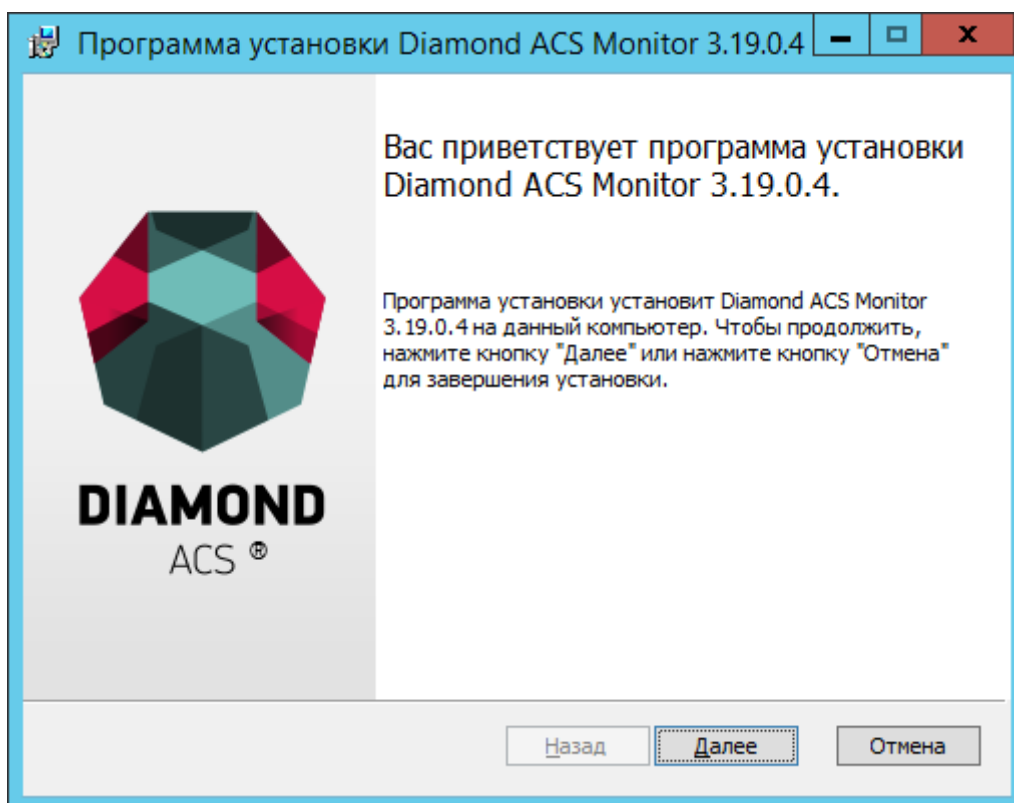 Программа установки Diamond ACS Monitor 3.19.0.4
Вас приветствует программа установки
Diamond ACS Monitor 3.19.0.4.
Программа установки установит Diamond ACS Monitor
3.19.0.4 на данный компьютер. Чтобы продолжить,
нажмите кнопку "Далее" или нажмите кнопку "Отмена"
для завершения установки.
DIAMOND
ACS ®
Назад
Далее
Отмена